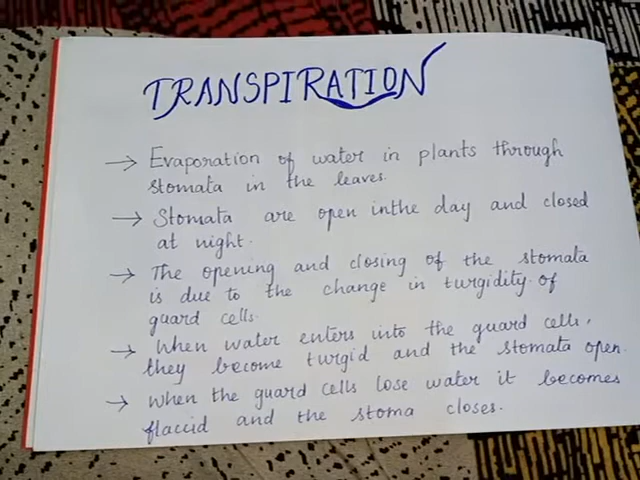 TRANSPIRATION
→ Evaporation of water in plants through
stomata in the leaves.
→ Stomata are open inthe day and closed
at night.
→ The opening and closing of the stomata
is due to the change in turgidity of
guard cells.
→ When water enters into the guard cells,
they become turgid and the stomata open.
→ When the guard cells lose water it becomes
flaccid and the stoma closes.